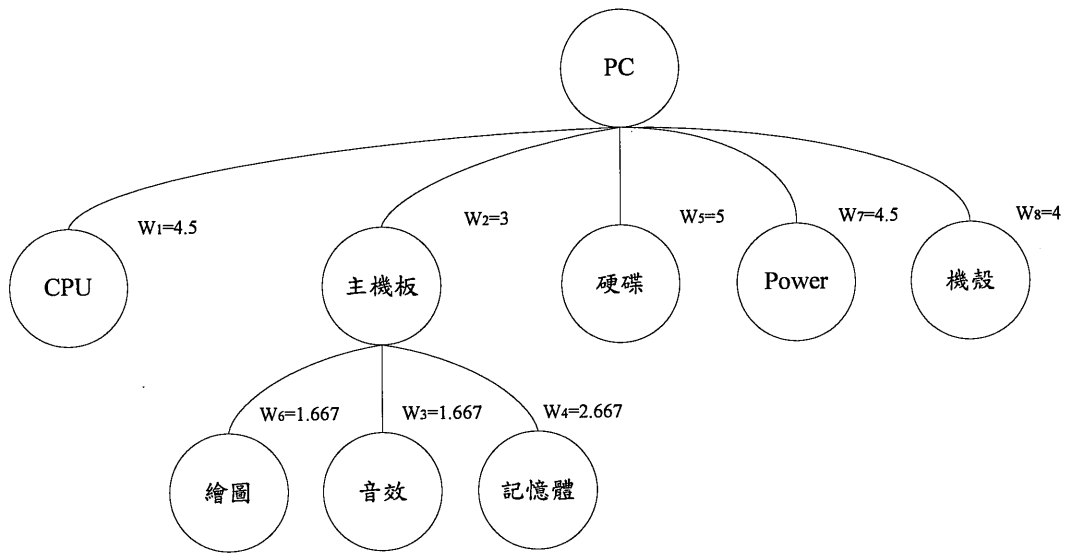 PC
W1=4.5
W2=3
W5=5
W7=4.5
W8=4
CPU
主機板
硬碟
Power
機殼
W6=1.667
W3=1.667
W4=2.667
繪圖
音效
記憶體